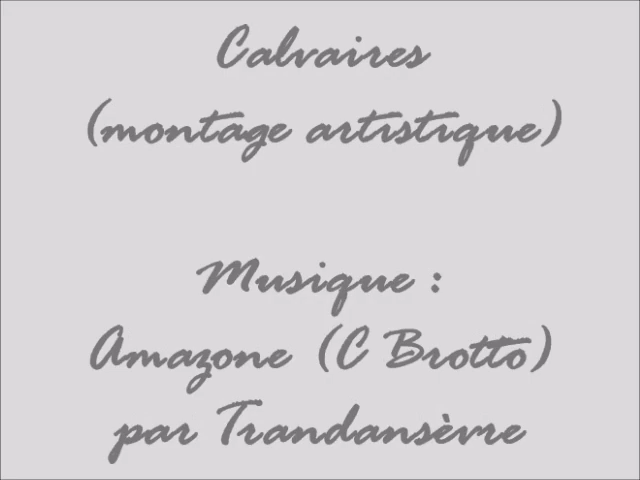 Calvaires
(montage artistique)
Musique :
Amazone (C Brotto)
par Trandansèvre